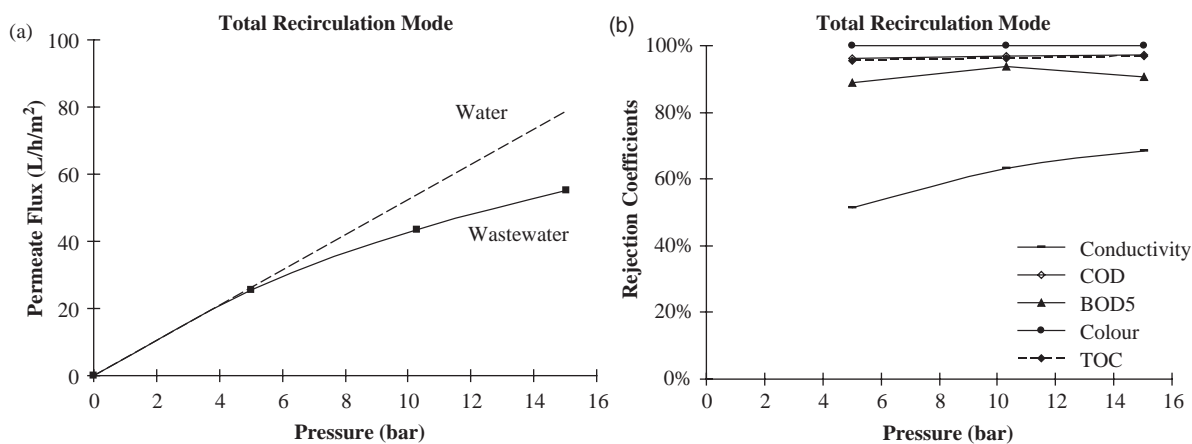 (a)
Total Recirculation Mode
100
80
60
40
20
0
Permeate Flux (L/h/m²)
Water
Wastewater
0 2 4 6 8 10 12 14 16
Pressure (bar)
(b)
Total Recirculation Mode
100%
80%
60%
40%
20%
0%
Rejection Coefficients
Conductivity
COD
BOD5
Colour
TOC
0 2 4 6 8 10 12 14 16
Pressure (bar)